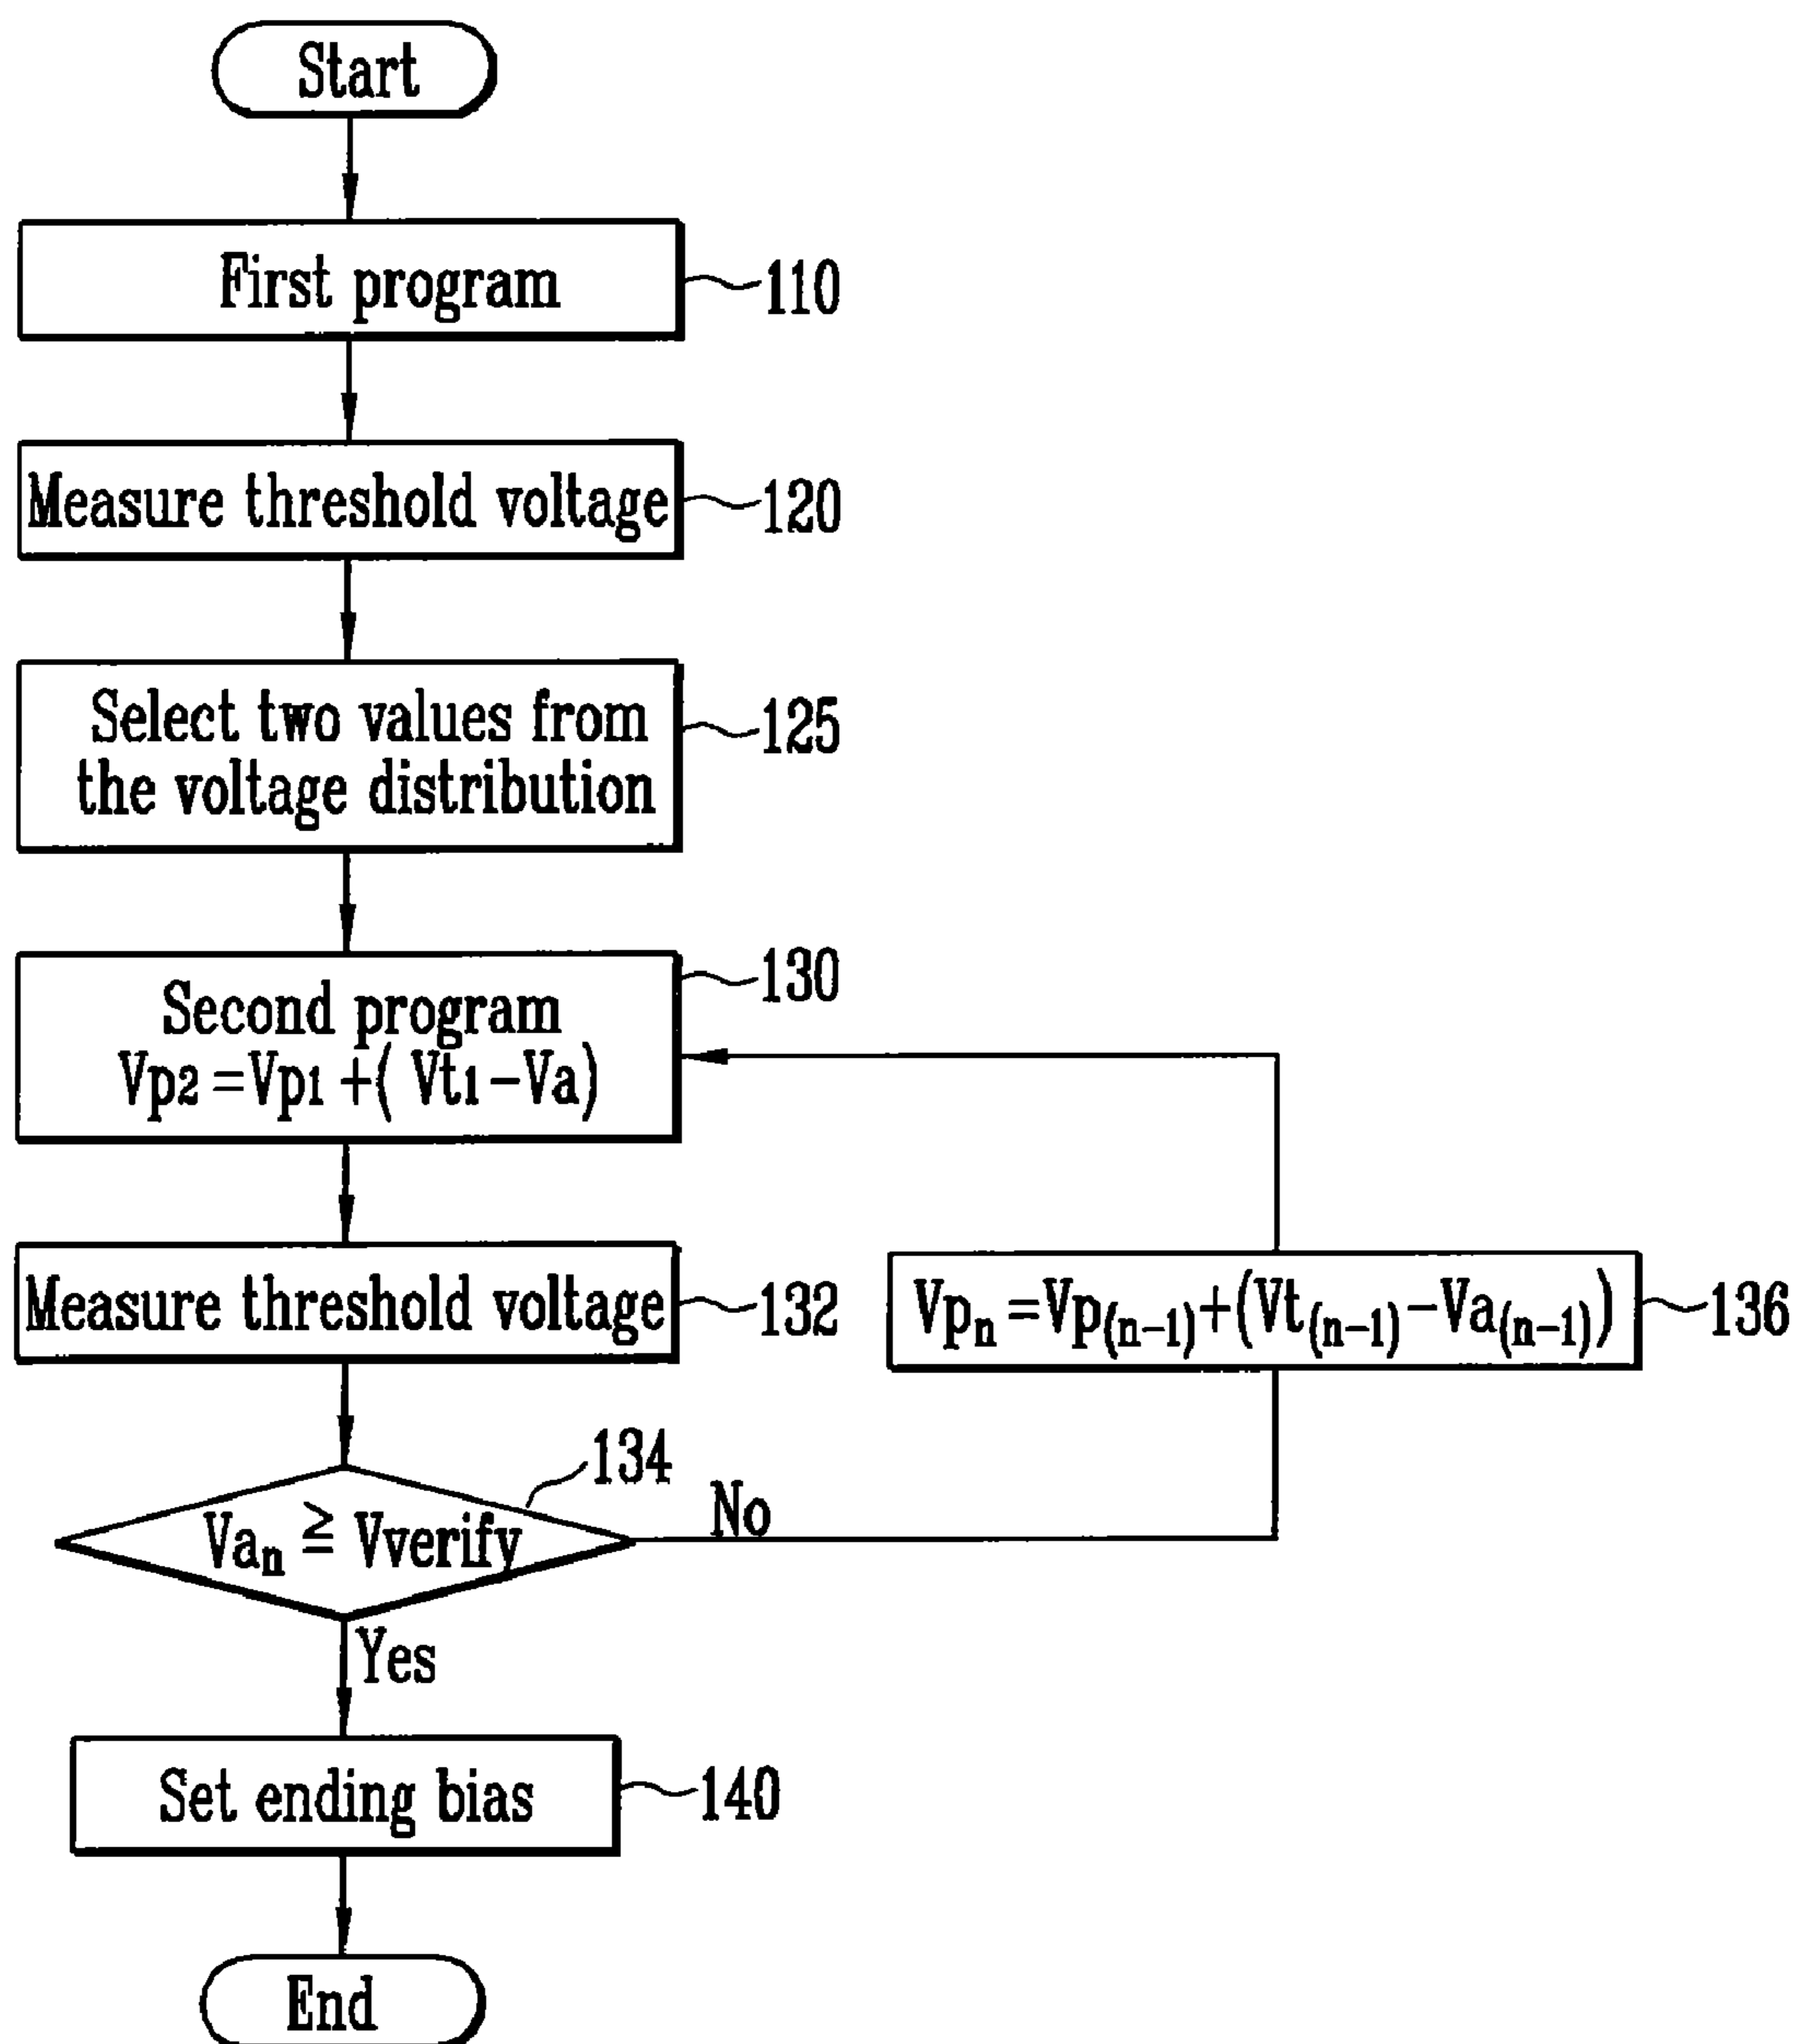 Start
First program
110
Measure threshold voltage
120
Select two values from
the voltage distribution
125
Second program
Vp2 = Vp1 + ( Vt1 - Va)
130
Measure threshold voltage
132
Vpn = Vp(n-1) + (Vt(n-1) - Va(n-1))
136
134
Van ≥ Vverify
No
Yes
Set ending bias
140
End